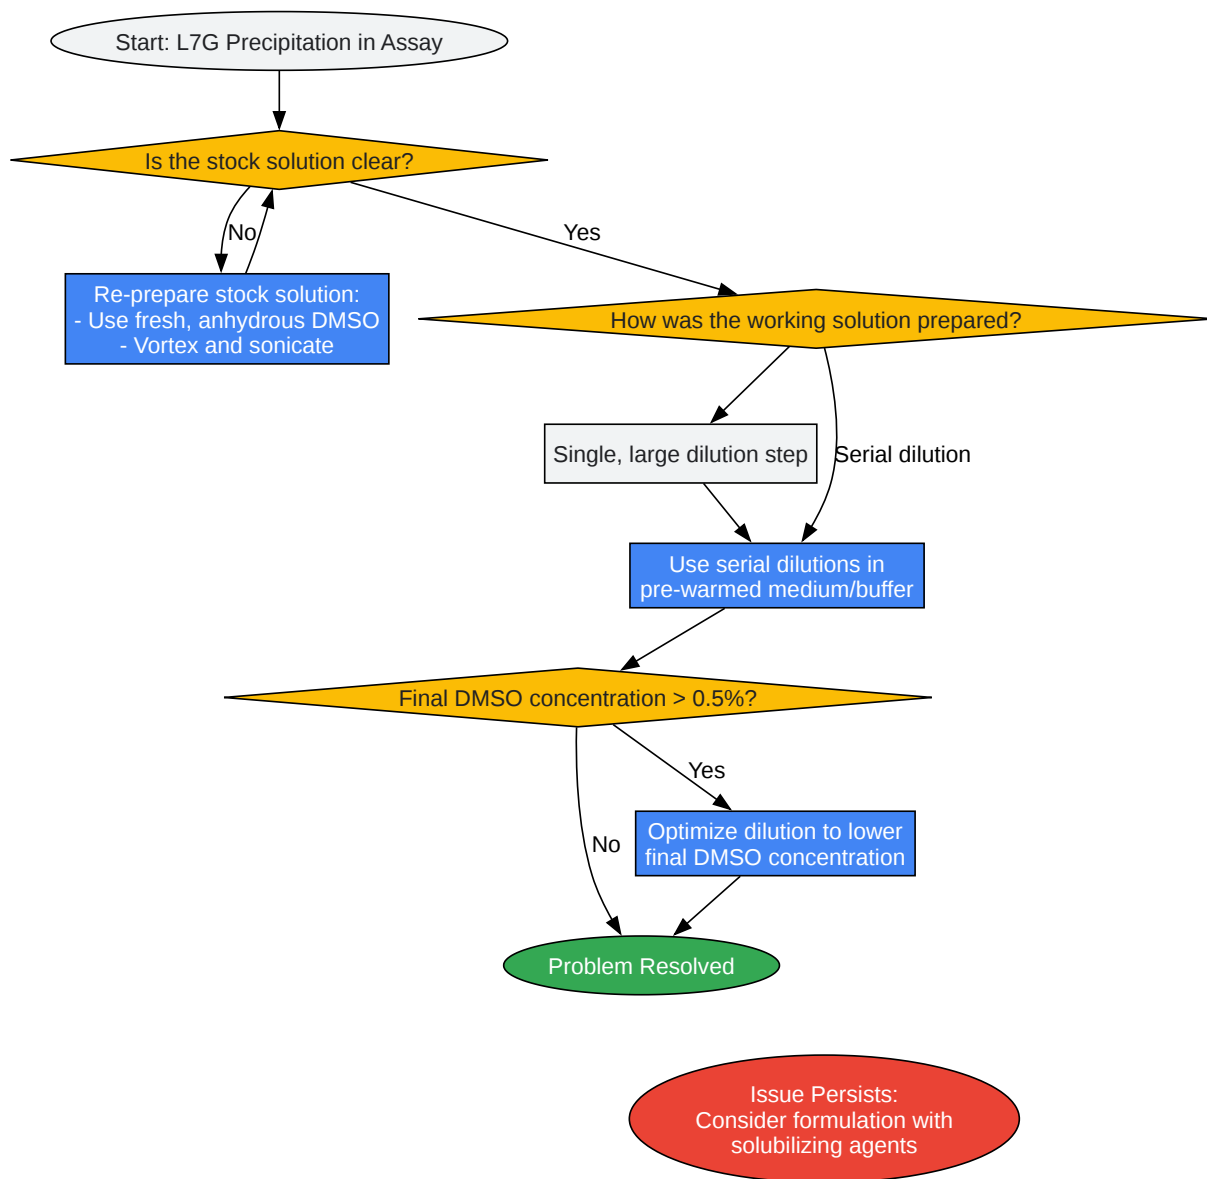 Start: L7G Precipitation in Assay
Is the stock solution clear?
No
Yes
Re-prepare stock solution:
- Use fresh, anhydrous DMSO
- Vortex and sonicate
How was the working solution prepared?
Single, large dilution step
Serial dilution
Use serial dilutions in
pre-warmed medium/buffer
Final DMSO concentration > 0.5%?
Yes
No
Optimize dilution to lower
final DMSO concentration
Problem Resolved
Issue Persists:
Consider formulation with
solubilizing agents